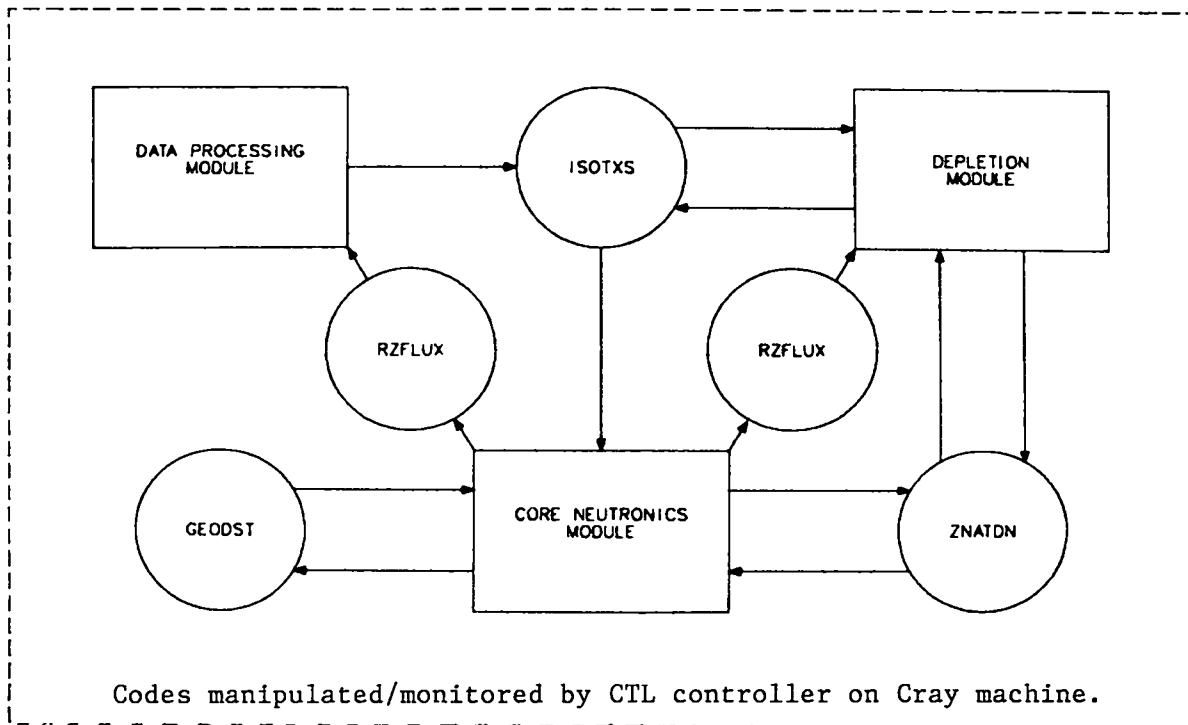 DATA PROCESSING
MODULE
ISOTXS
DEPLETION
MODULE
RZFLUX
RZFLUX
GEODST
CORE NEUTRONICS
MODULE
ZNATDN
Codes manipulated/monitored by CTL controller on Cray machine.